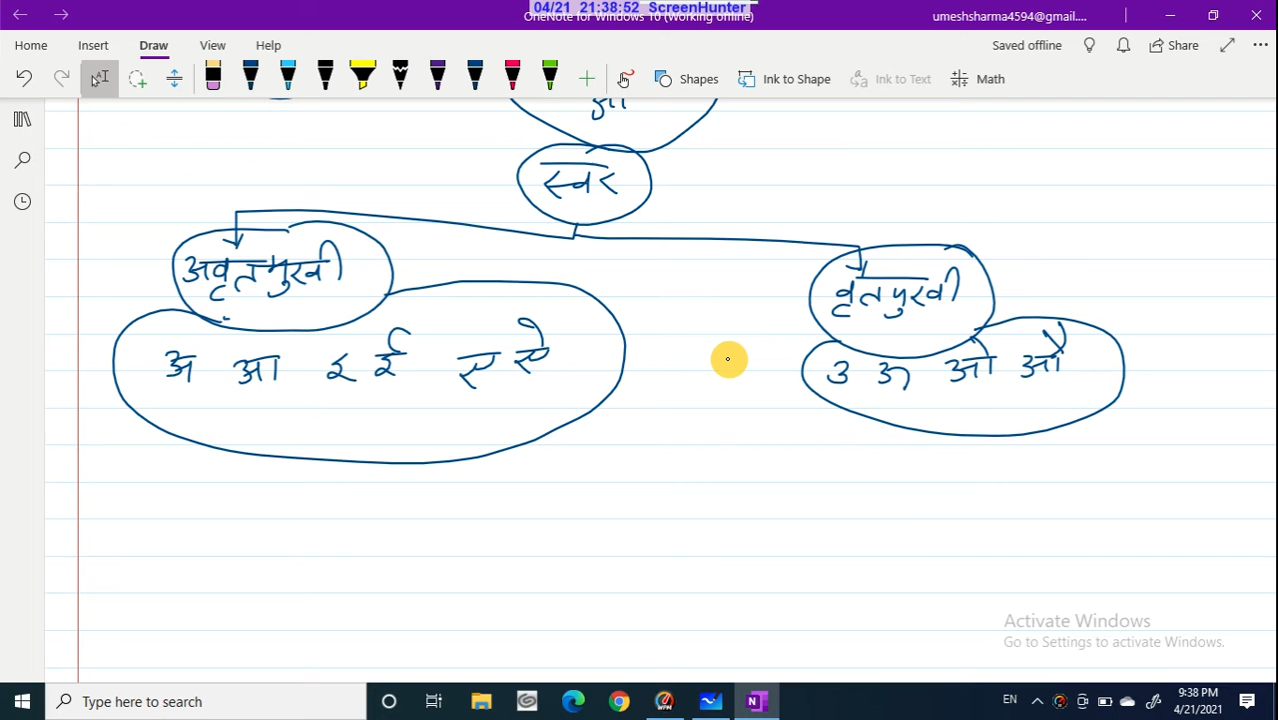 04/21 21:38:52 ScreenHunter
OneNote for Windows 10 (Working offline)
umeshsharma4594@gmail....
Home Insert Draw View Help
Saved offline
Share
Shapes
Ink to Shape
Ink to Text
Math
स्वर
अवृतमुखी
वृतमुखी
अ आ इ ई ए ऐ
उ ऊ ओ औ
Activate Windows
Go to Settings to activate Windows.
Type here to search
EN
9:38 PM
4/21/2021